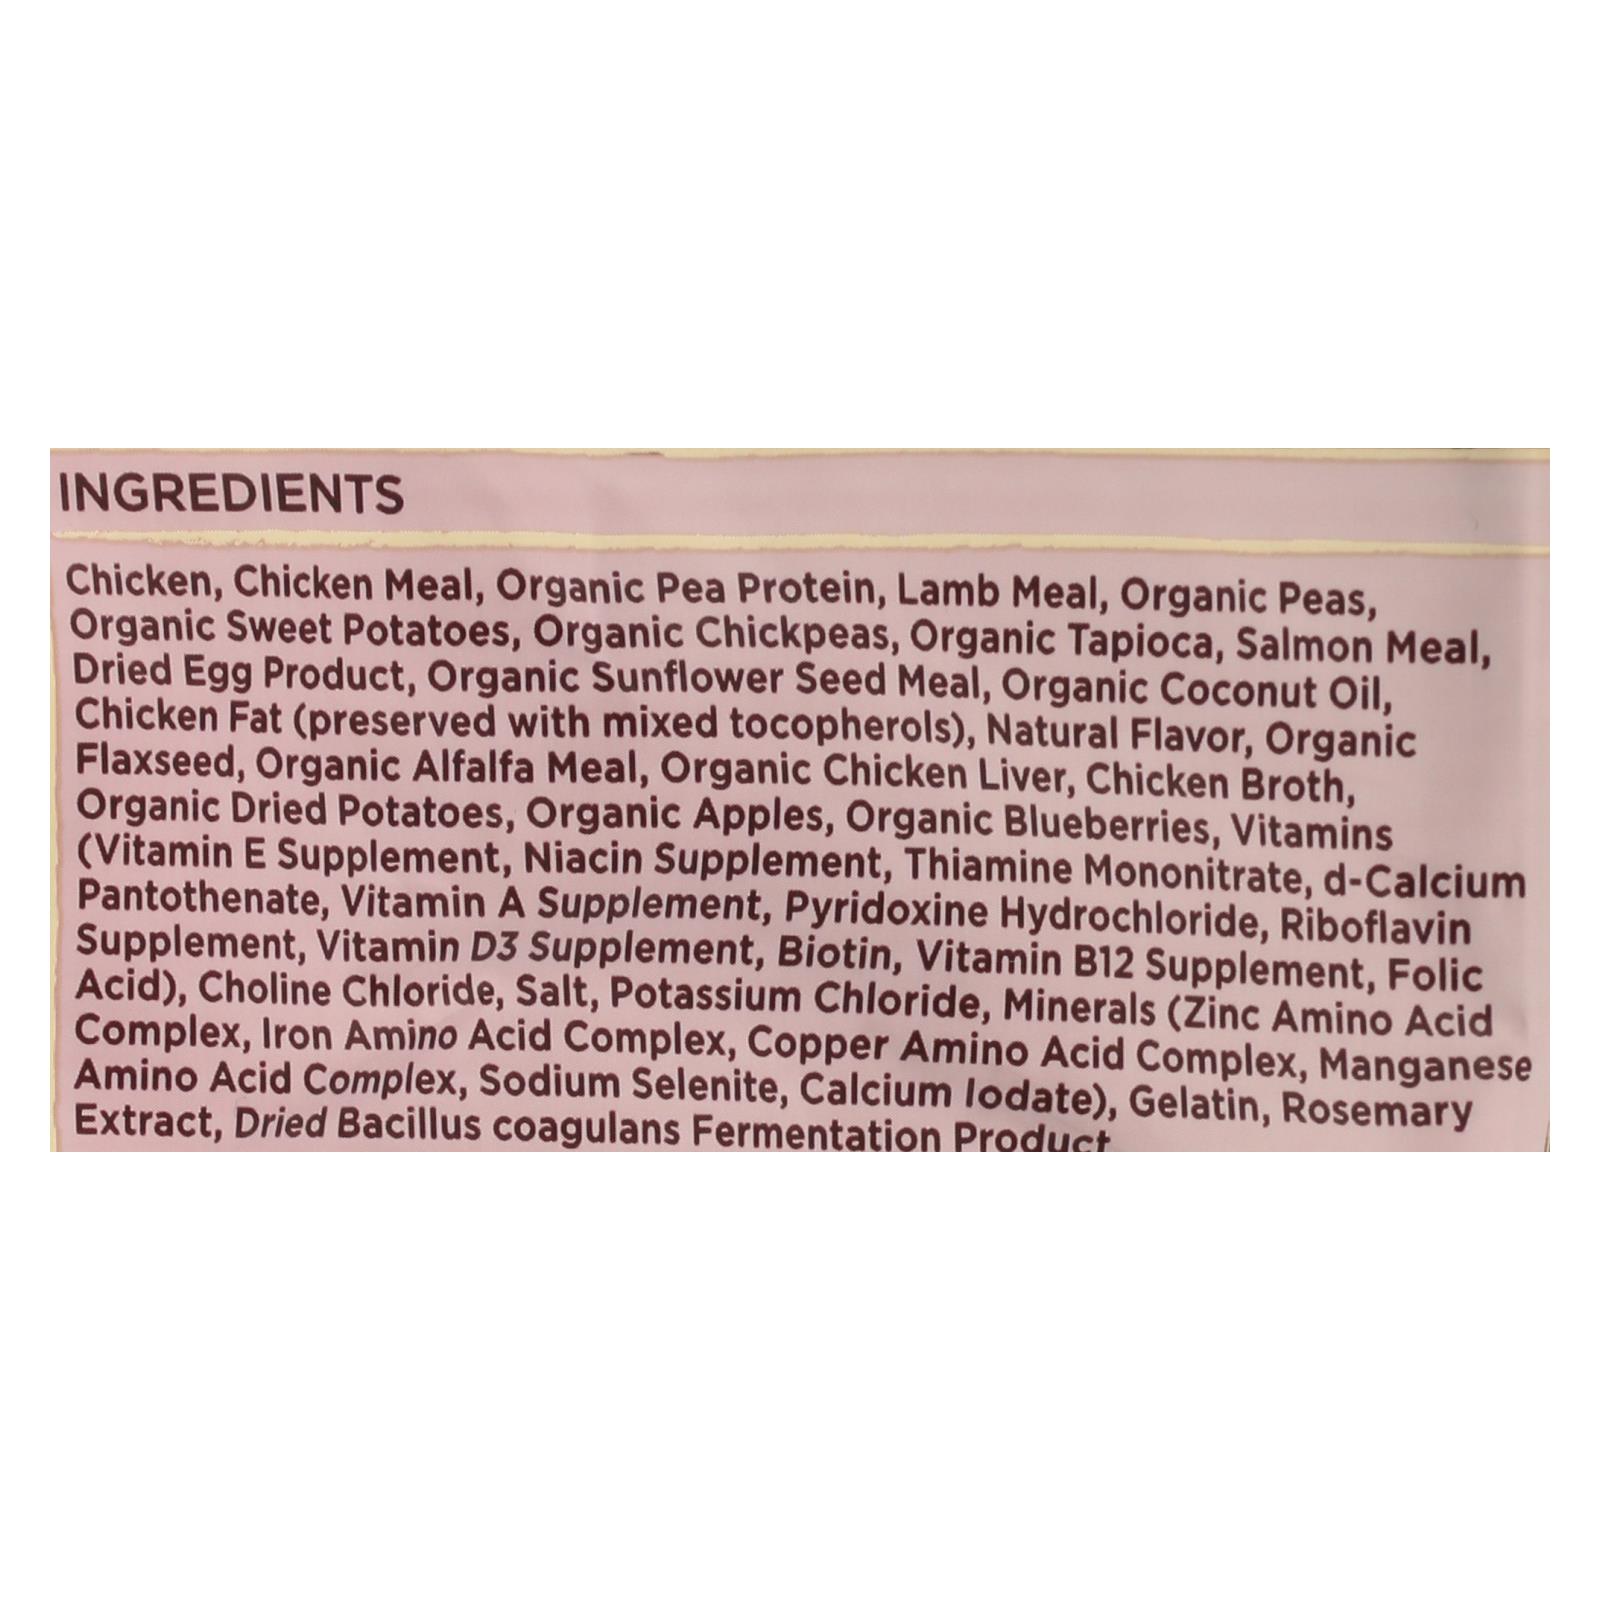 INGREDIENTS
Chicken, Chicken Meal, Organic Pea Protein, Lamb Meal, Organic Peas,
Organic Sweet Potatoes, Organic Chickpeas, Organic Tapioca, Salmon Meal,
Dried Egg Product, Organic Sunflower Seed Meal, Organic Coconut Oil,
Chicken Fat (preserved with mixed tocopherols), Natural Flavor, Organic
Flaxseed, Organic Alfalfa Meal, Organic Chicken Liver, Chicken Broth,
Organic Dried Potatoes, Organic Apples, Organic Blueberries, Vitamins
(Vitamin E Supplement, Niacin Supplement, Thiamine Mononitrate, d-Calcium
Pantothenate, Vitamin A Supplement, Pyridoxine Hydrochloride, Riboflavin
Supplement, Vitamin D3 Supplement, Biotin, Vitamin B12 Supplement, Folic
Acid), Choline Chloride, Salt, Potassium Chloride, Minerals (Zinc Amino Acid
Complex, Iron Amino Acid Complex, Copper Amino Acid Complex, Manganese
Amino Acid Complex, Sodium Selenite, Calcium Iodate), Gelatin, Rosemary
Extract, Dried Bacillus coagulans Fermentation Product